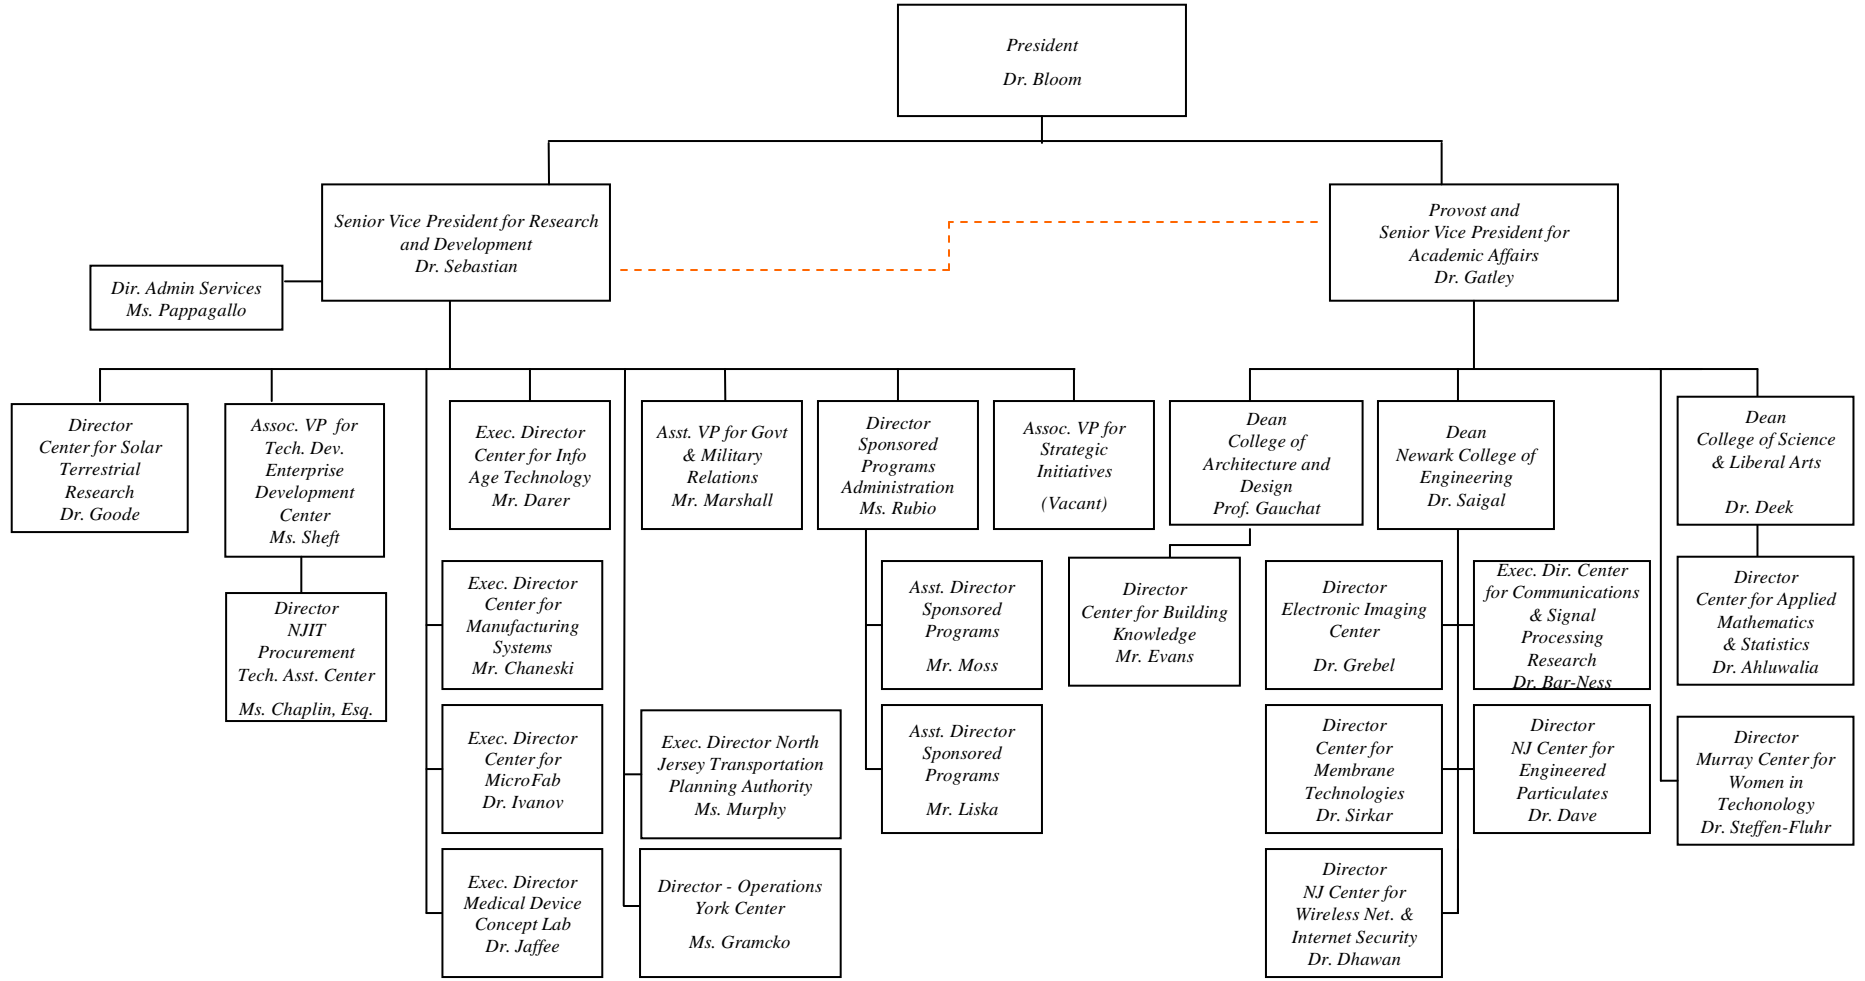 President
Dr. Bloom
Senior Vice President for Research
and Development
Dr. Sebastian
Provost and
Senior Vice President for
Academic Affairs
Dr. Gatley
Dir. Admin Services
Ms. Pappagallo
Director
Center for Solar
Terrestrial
Research
Dr. Goode
Assoc. VP for
Tech. Dev.
Enterprise
Development
Center
Ms. Sheft
Exec. Director
Center for Info
Age Technology
Mr. Darer
Asst. VP for Govt
& Military
Relations
Mr. Marshall
Director
Sponsored
Programs
Administration
Ms. Rubio
Assoc. VP for
Strategic
Initiatives
(Vacant)
Dean
College of
Architecture and
Design
Prof. Gauchat
Dean
Newark College of
Engineering
Dr. Saigal
Dean
College of Science
& Liberal Arts
Dr. Deek
Director
NJIT
Procurement
Tech. Asst. Center
Ms. Chaplin, Esq.
Exec. Director
Center for
Manufacturing
Systems
Mr. Chaneski
Asst. Director
Sponsored
Programs
Mr. Moss
Director
Center for Building
Knowledge
Mr. Evans
Director
Electronic Imaging
Center
Dr. Grebel
Exec. Dir. Center
for Communications
& Signal
Processing
Research
Dr. Bar-Ness
Director
Center for Applied
Mathematics
& Statistics
Dr. Ahluwalia
Exec. Director
Center for
MicroFab
Dr. Ivanov
Exec. Director North
Jersey Transportation
Planning Authority
Ms. Murphy
Asst. Director
Sponsored
Programs
Mr. Liska
Director
Center for
Membrane
Technologies
Dr. Sirkar
Director
NJ Center for
Engineered
Particulates
Dr. Dave
Director
Murray Center for
Women in
Techonology
Dr. Steffen-Fluhr
Exec. Director
Medical Device
Concept Lab
Dr. Jaffee
Director - Operations
York Center
Ms. Gramcko
Director
NJ Center for
Wireless Net. &
Internet Security
Dr. Dhawan